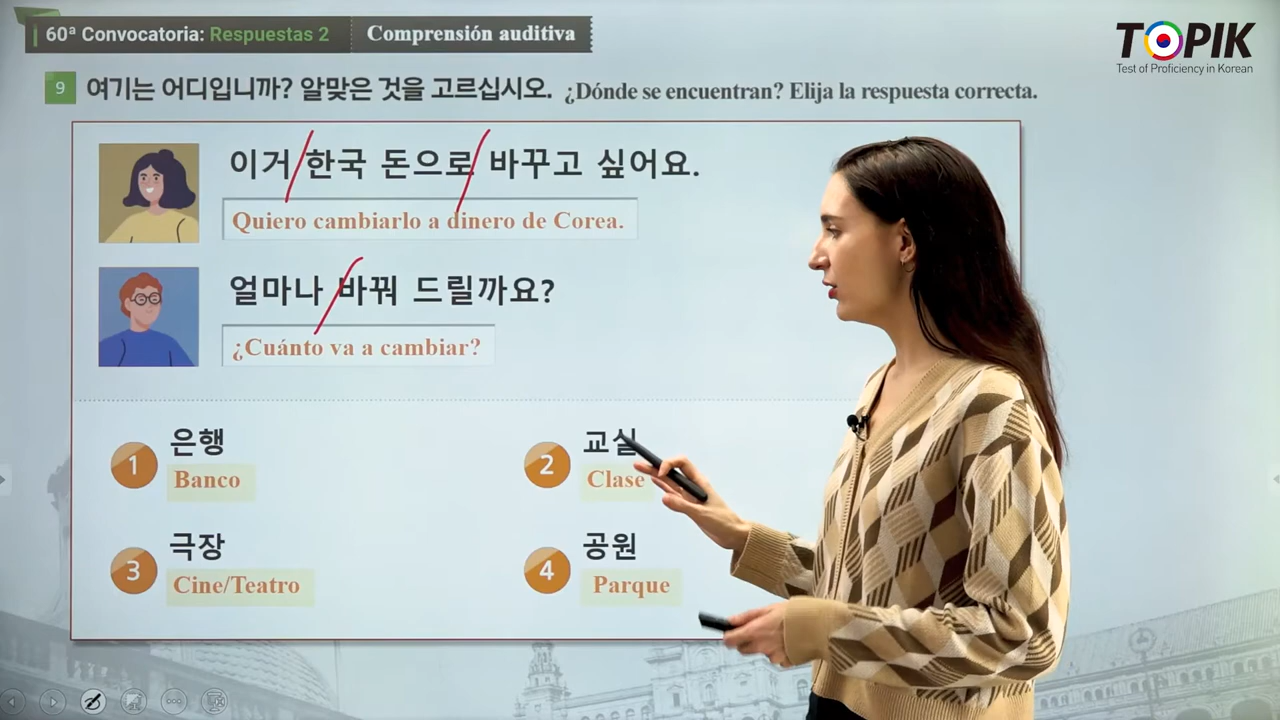 60ª Convocatoria: Respuestas 2 Comprensión auditiva
TOPIK
Test of Proficiency in Korean
9 여기는 어디입니까? 알맞은 것을 고르십시오. ¿Dónde se encuentran? Elija la respuesta correcta.
이거 한국 돈으로 바꾸고 싶어요.
Quiero cambiarlo a dinero de Corea.
얼마나 바꿔 드릴까요?
¿Cuánto va a cambiar?
1 은행
Banco
2 교실
Clase
3 극장
Cine/Teatro
4 공원
Parque